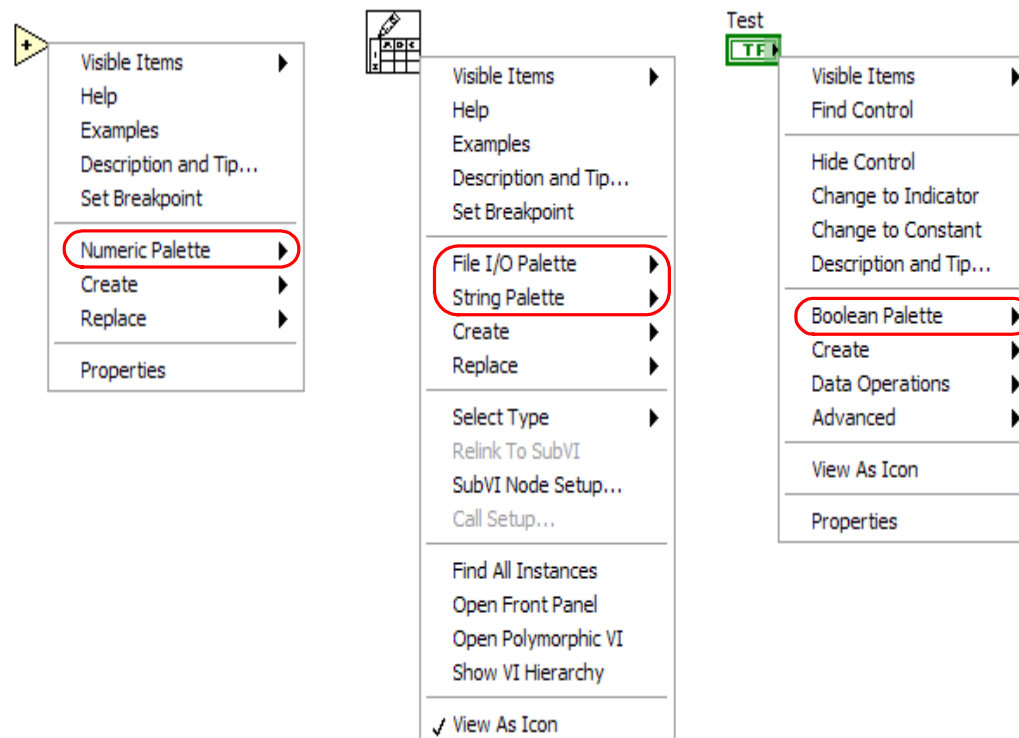 Visible Items
Help
Examples
Description and Tip...
Set Breakpoint
Numeric Palette
Create
Replace
Properties
Visible Items
Help
Examples
Description and Tip...
Set Breakpoint
File I/O Palette
String Palette
Create
Replace
Select Type
Relink To SubVI
SubVI Node Setup...
Call Setup...
Find All Instances
Open Front Panel
Open Polymorphic VI
Show VI Hierarchy
✓ View As Icon
Test
TF
Visible Items
Find Control
Hide Control
Change to Indicator
Change to Constant
Description and Tip...
Boolean Palette
Create
Data Operations
Advanced
View As Icon
Properties